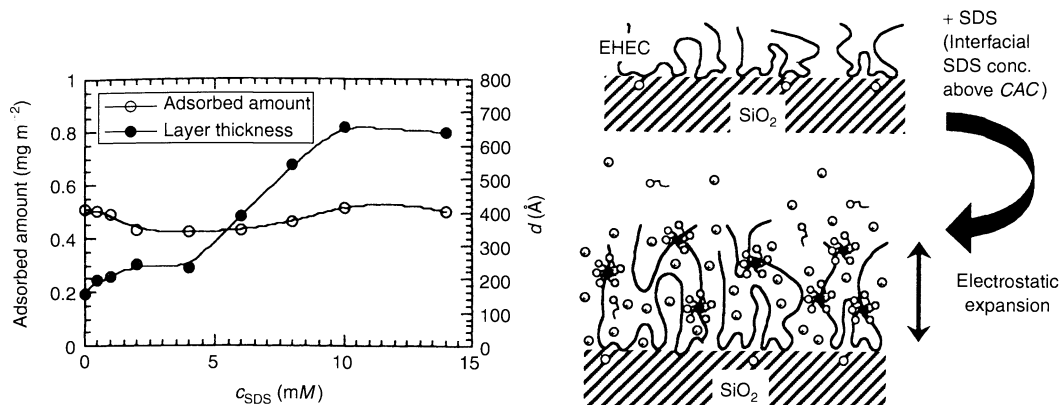 Adsorbed amount (mg m⁻²)
1
0.8
0.6
0.4
0.2
0
Adsorbed amount
Layer thickness
800
700
600
500
400
300
200
100
0
d (Å)
0
5
10
15
c_SDS (mM)
EHEC
SiO₂
+ SDS
(Interfacial
SDS conc.
above CAC)
Electrostatic
expansion
SiO₂